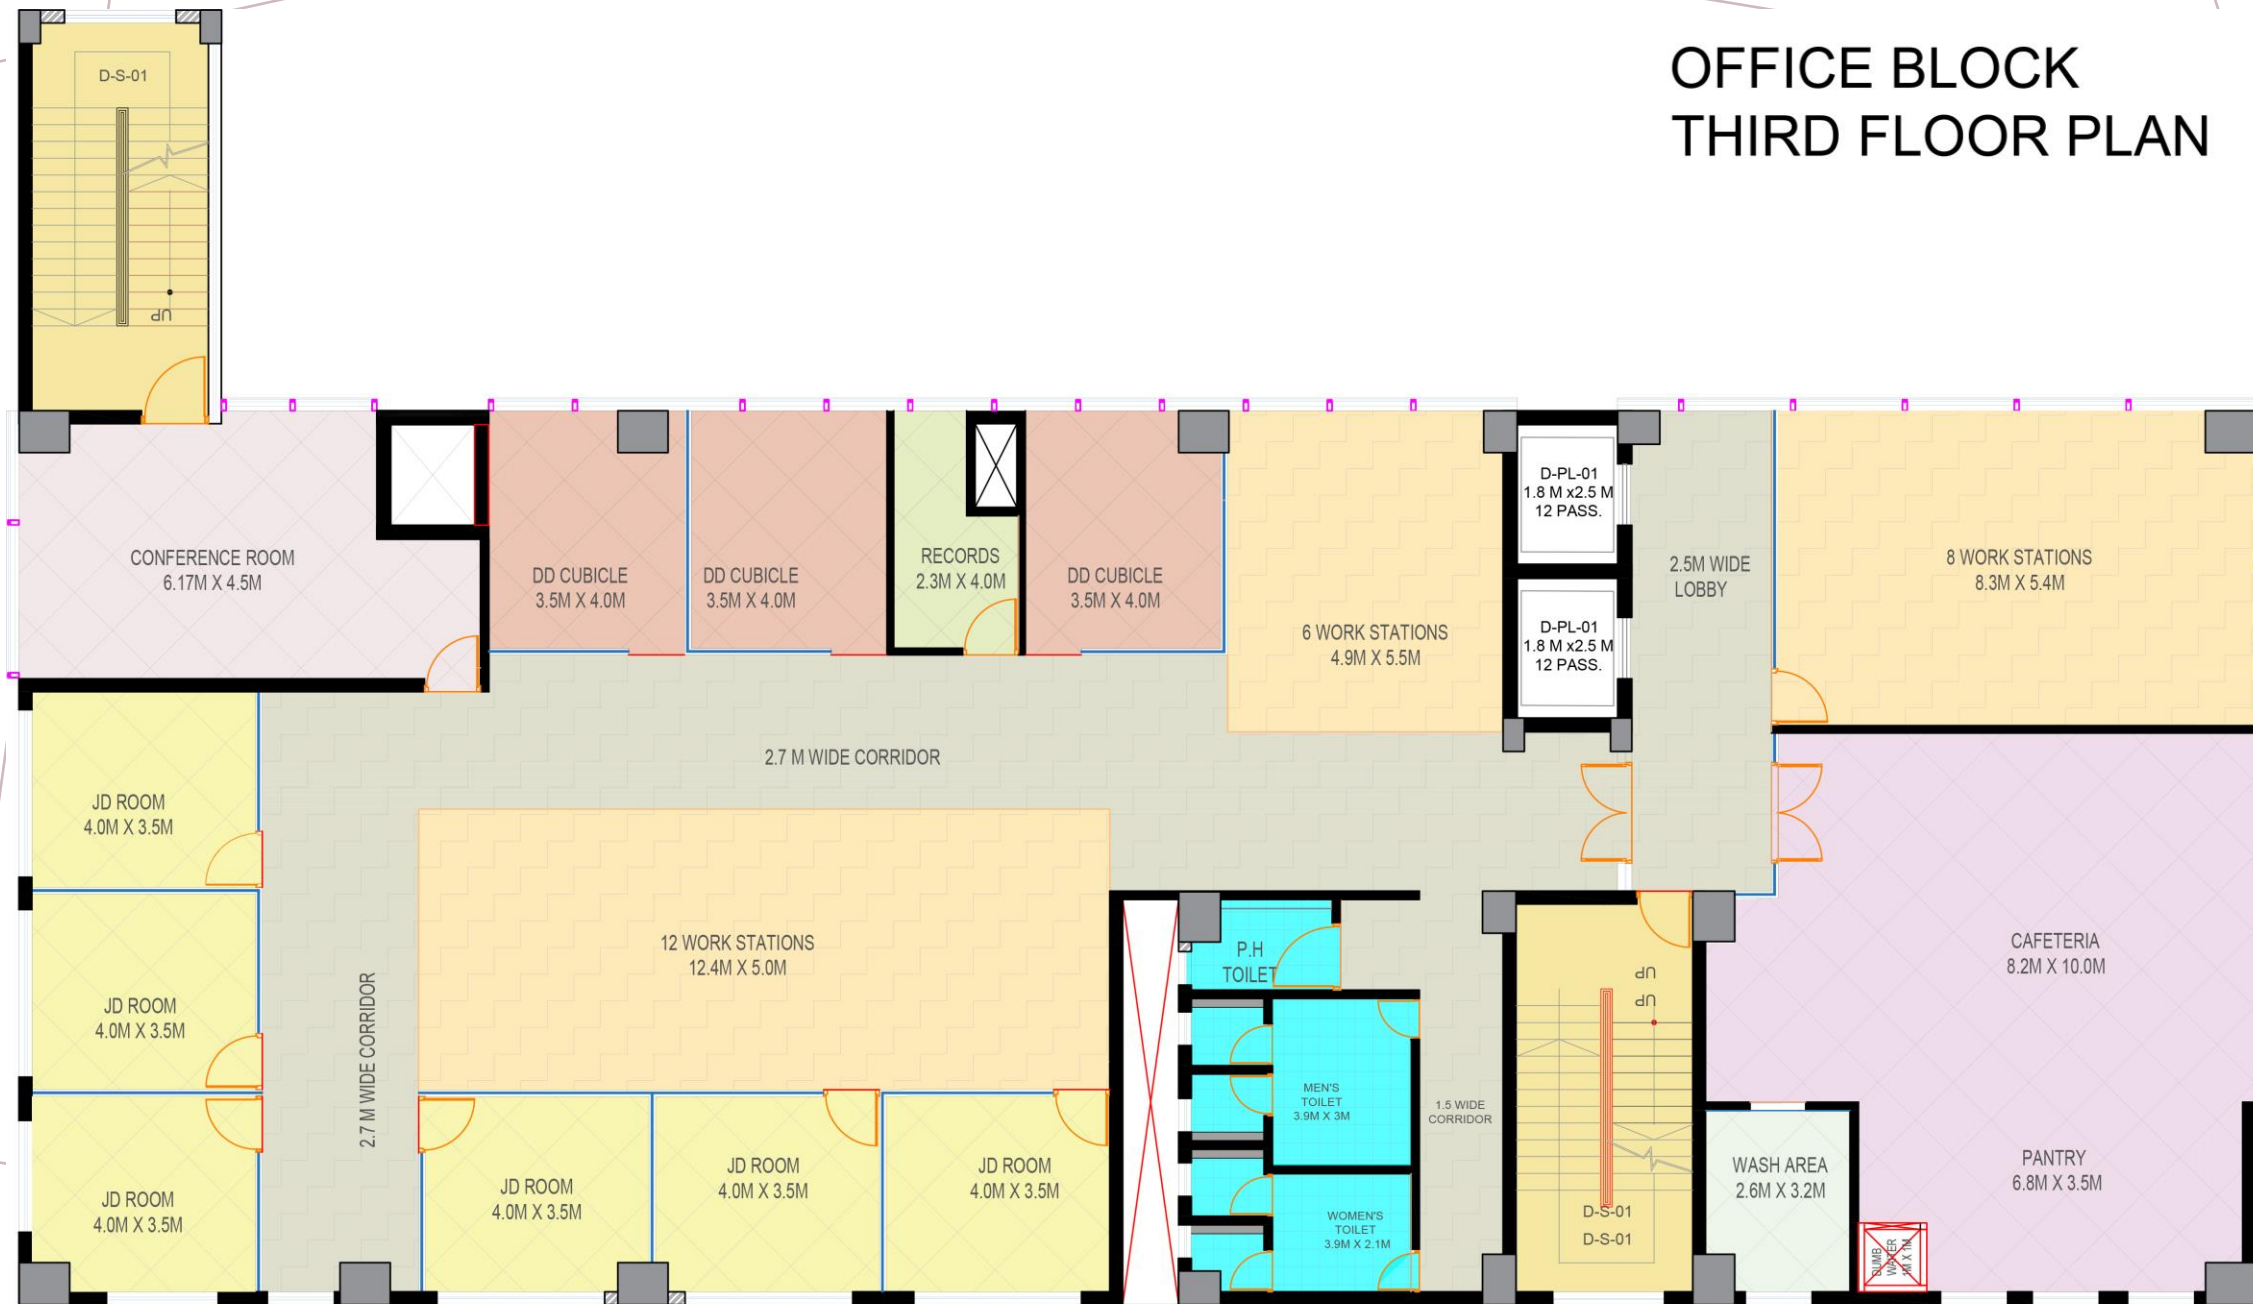 OFFICE BLOCK
THIRD FLOOR PLAN
D-S-01
UP
CONFERENCE ROOM
6.17M X 4.5M
DD CUBICLE
3.5M X 4.0M
DD CUBICLE
3.5M X 4.0M
RECORDS
2.3M X 4.0M
DD CUBICLE
3.5M X 4.0M
6 WORK STATIONS
4.9M X 5.5M
D-PL-01
1.8 M x2.5 M
12 PASS.
D-PL-01
1.8 M x2.5 M
12 PASS.
2.5M WIDE
LOBBY
8 WORK STATIONS
8.3M X 5.4M
2.7 M WIDE CORRIDOR
JD ROOM
4.0M X 3.5M
JD ROOM
4.0M X 3.5M
JD ROOM
4.0M X 3.5M
2.7 M WIDE CORRIDOR
12 WORK STATIONS
12.4M X 5.0M
JD ROOM
4.0M X 3.5M
JD ROOM
4.0M X 3.5M
JD ROOM
4.0M X 3.5M
P.H
TOILET
MEN'S
TOILET
3.9M X 3M
WOMEN'S
TOILET
3.9M X 2.1M
1.5 WIDE
CORRIDOR
UP
UP
D-S-01
D-S-01
CAFETERIA
8.2M X 10.0M
WASH AREA
2.6M X 3.2M
PANTRY
6.8M X 3.5M
DUMB
WAITER
1M X 1M